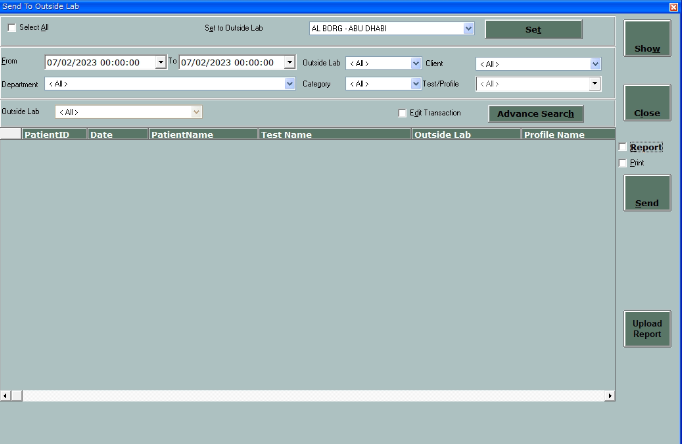 Send To Outside Lab
Select All
Set to Outside Lab
AL BORG - ABU DHABI
Set
Show
From
07/02/2023 00:00:00
To
07/02/2023 00:00:00
Outside Lab
< All >
Client
< All >
Department
< All >
Category
< All >
Test/Profile
< All >
Close
Outside Lab
< All >
Edit Transaction
Advance Search
PatientID Date PatientName Test Name Outside Lab Profile Name
Report
Print
Send
Upload
Report